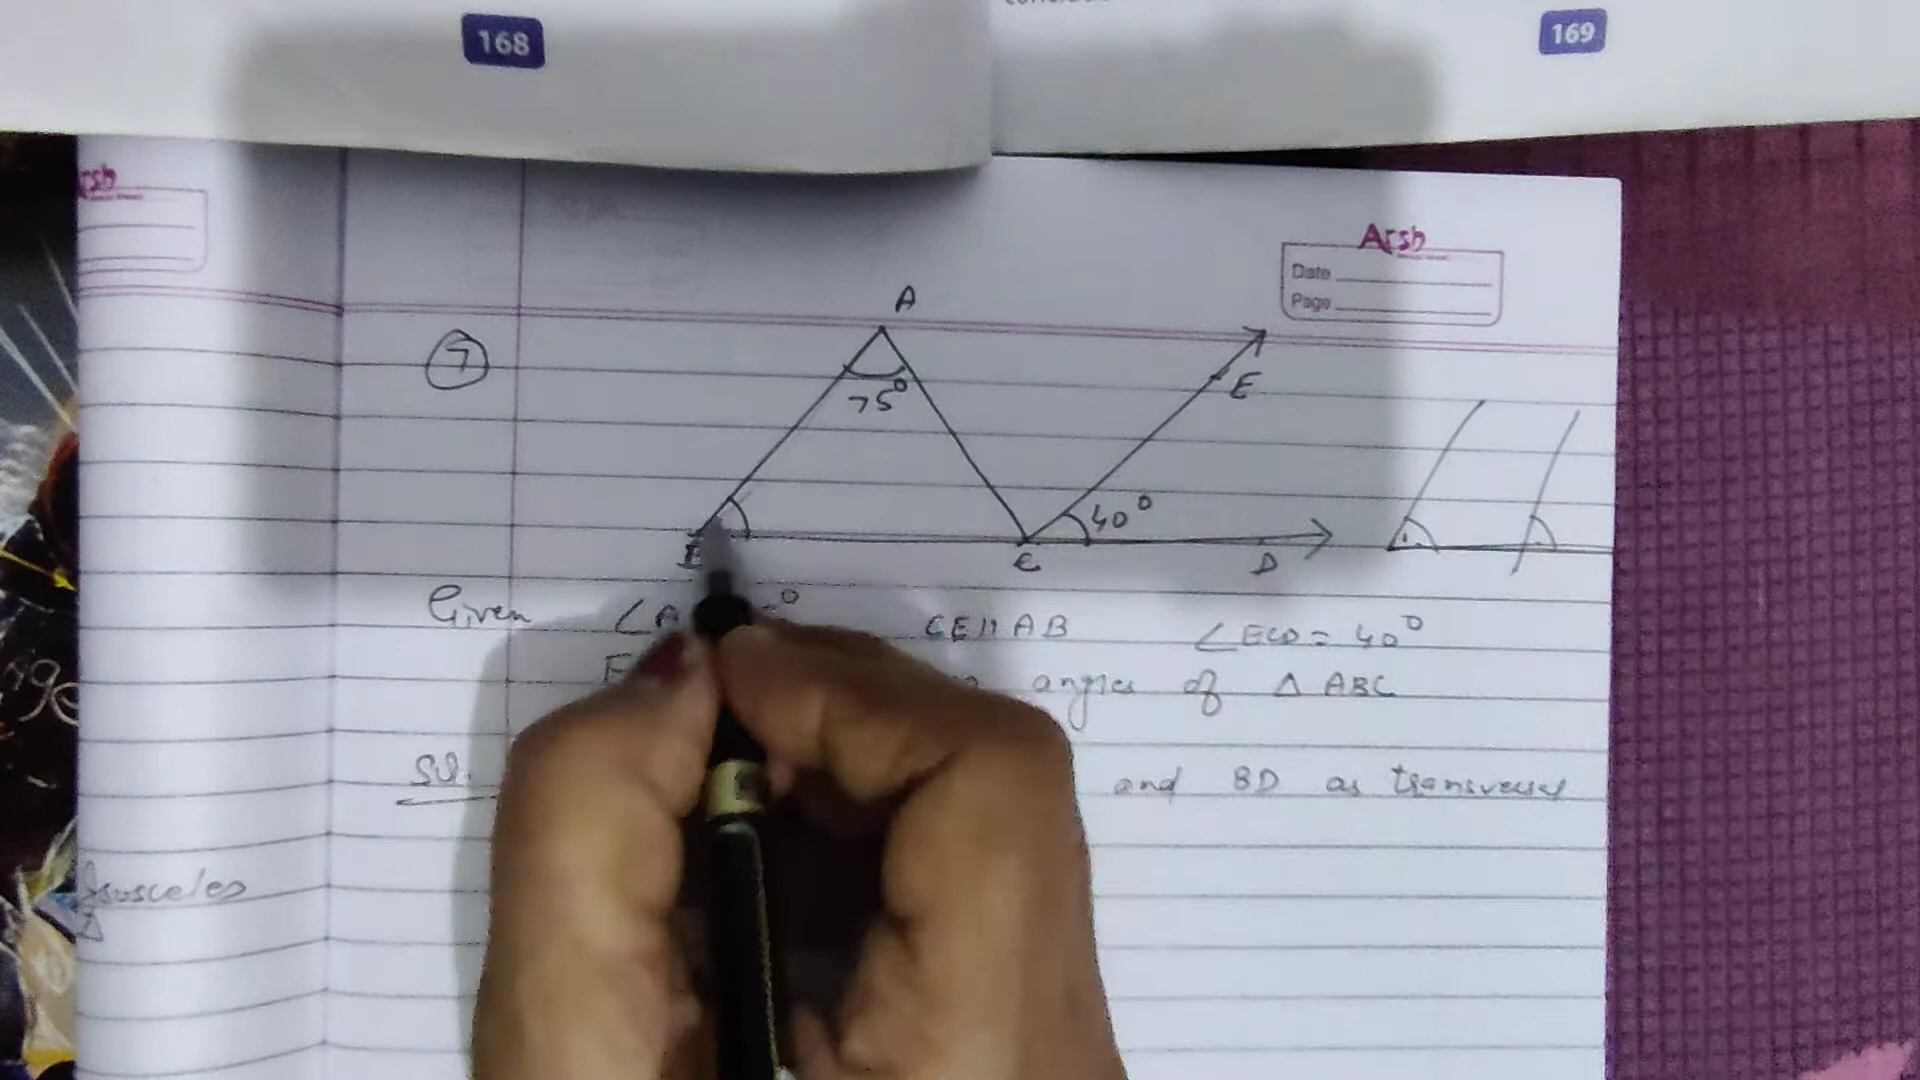 168
169
Arsh
Date
Page
A
7
75°
E
40°
C
D
Given CE || AB ∠ECD = 40°
angles of △ ABC
Sol. and BD as transversal
Isosceles
△